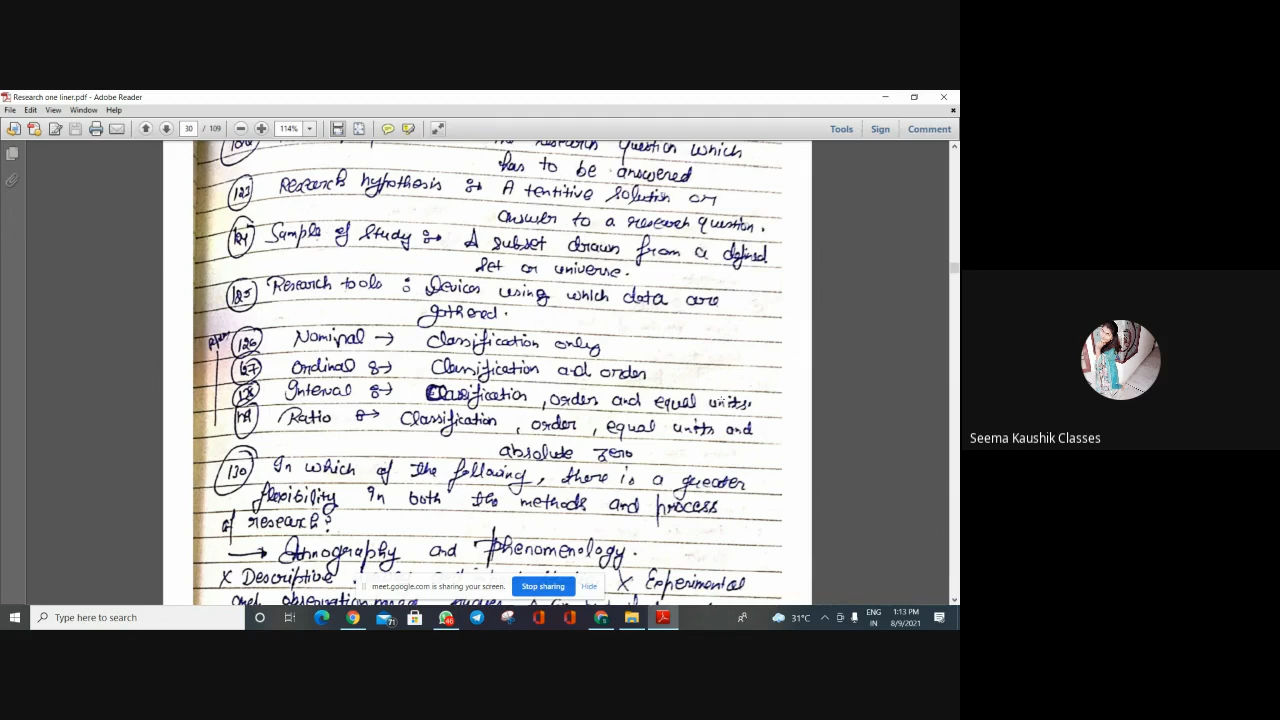 Research one liner.pdf - Adobe Reader
File Edit View Window Help
30 / 109 114% Tools Sign Comment
research question which
has to be answered
Research hypothesis :→ A tentitive solution or
answer to a research question.
124 Sample of study :→ A subset drawn from a defined
set or universe.
125 Research tools : Devices using which data are
gathered.
126 Nominal → Classification only
127 Ordinal :→ Classification and order
128 Interval :→ Classification, order and equal units.
129 Ratio :→ Classification, order, equal units and
absolute zero
130 In which of the following, there is a greater
flexibility in both the methods and process
of research?
→ Ethnography and Phenomenology.
X Descriptive X Experimental
meet.google.com is sharing your screen. Stop sharing Hide
and observation
Seema Kaushik Classes
Type here to search
71
31°C
ENG
IN
1:13 PM
8/9/2021